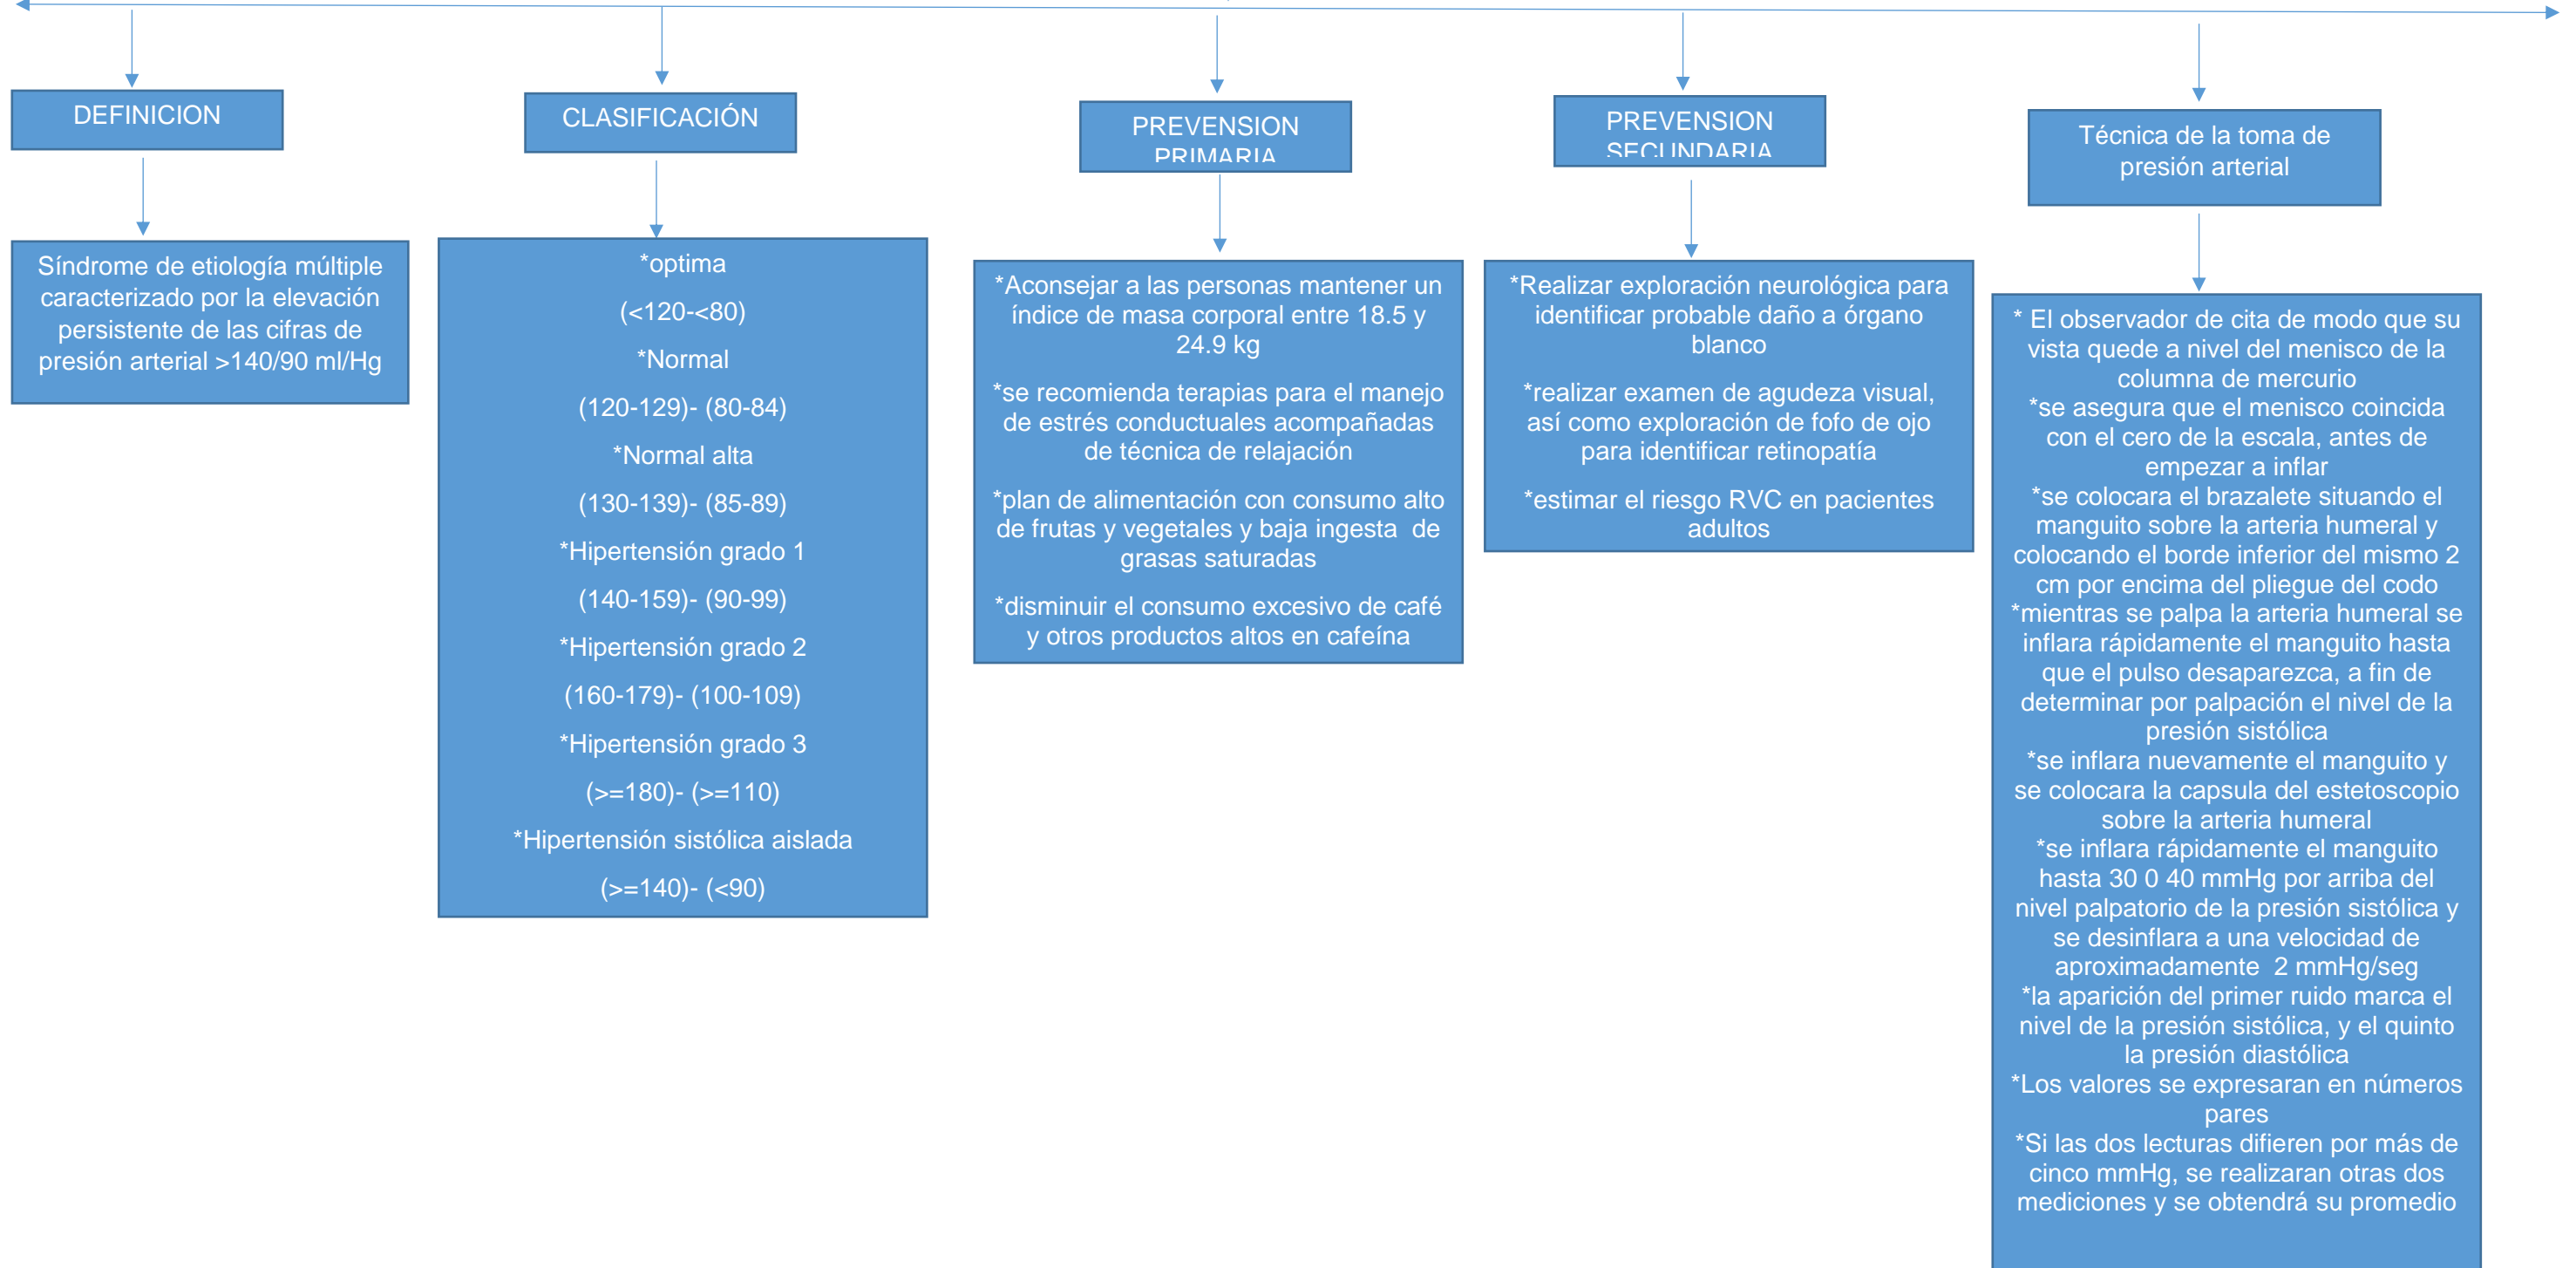 DEFINICION
Síndrome de etiología múltiple
caracterizado por la elevación
persistente de las cifras de
presión arterial >140/90 ml/Hg
CLASIFICACIÓN
*optima
(<120-<80)
*Normal
(120-129)- (80-84)
*Normal alta
(130-139)- (85-89)
*Hipertensión grado 1
(140-159)- (90-99)
*Hipertensión grado 2
(160-179)- (100-109)
*Hipertensión grado 3
(>=180)- (>=110)
*Hipertensión sistólica aislada
(>=140)- (<90)
PREVENSION
PRIMARIA
*Aconsejar a las personas mantener un
índice de masa corporal entre 18.5 y
24.9 kg
*se recomienda terapias para el manejo
de estrés conductuales acompañadas
de técnica de relajación
*plan de alimentación con consumo alto
de frutas y vegetales y baja ingesta de
grasas saturadas
*disminuir el consumo excesivo de café
y otros productos altos en cafeína
PREVENSION
SECUNDARIA
*Realizar exploración neurológica para
identificar probable daño a órgano
blanco
*realizar examen de agudeza visual,
así como exploración de fofo de ojo
para identificar retinopatía
*estimar el riesgo RVC en pacientes
adultos
Técnica de la toma de
presión arterial
* El observador de cita de modo que su
vista quede a nivel del menisco de la
columna de mercurio
*se asegura que el menisco coincida
con el cero de la escala, antes de
empezar a inflar
*se colocara el brazalete situando el
manguito sobre la arteria humeral y
colocando el borde inferior del mismo 2
cm por encima del pliegue del codo
*mientras se palpa la arteria humeral se
inflara rápidamente el manguito hasta
que el pulso desaparezca, a fin de
determinar por palpación el nivel de la
presión sistólica
*se inflara nuevamente el manguito y
se colocara la capsula del estetoscopio
sobre la arteria humeral
*se inflara rápidamente el manguito
hasta 30 0 40 mmHg por arriba del
nivel palpatorio de la presión sistólica y
se desinflara a una velocidad de
aproximadamente 2 mmHg/seg
*la aparición del primer ruido marca el
nivel de la presión sistólica, y el quinto
la presión diastólica
*Los valores se expresaran en números
pares
*Si las dos lecturas difieren por más de
cinco mmHg, se realizaran otras dos
mediciones y se obtendrá su promedio